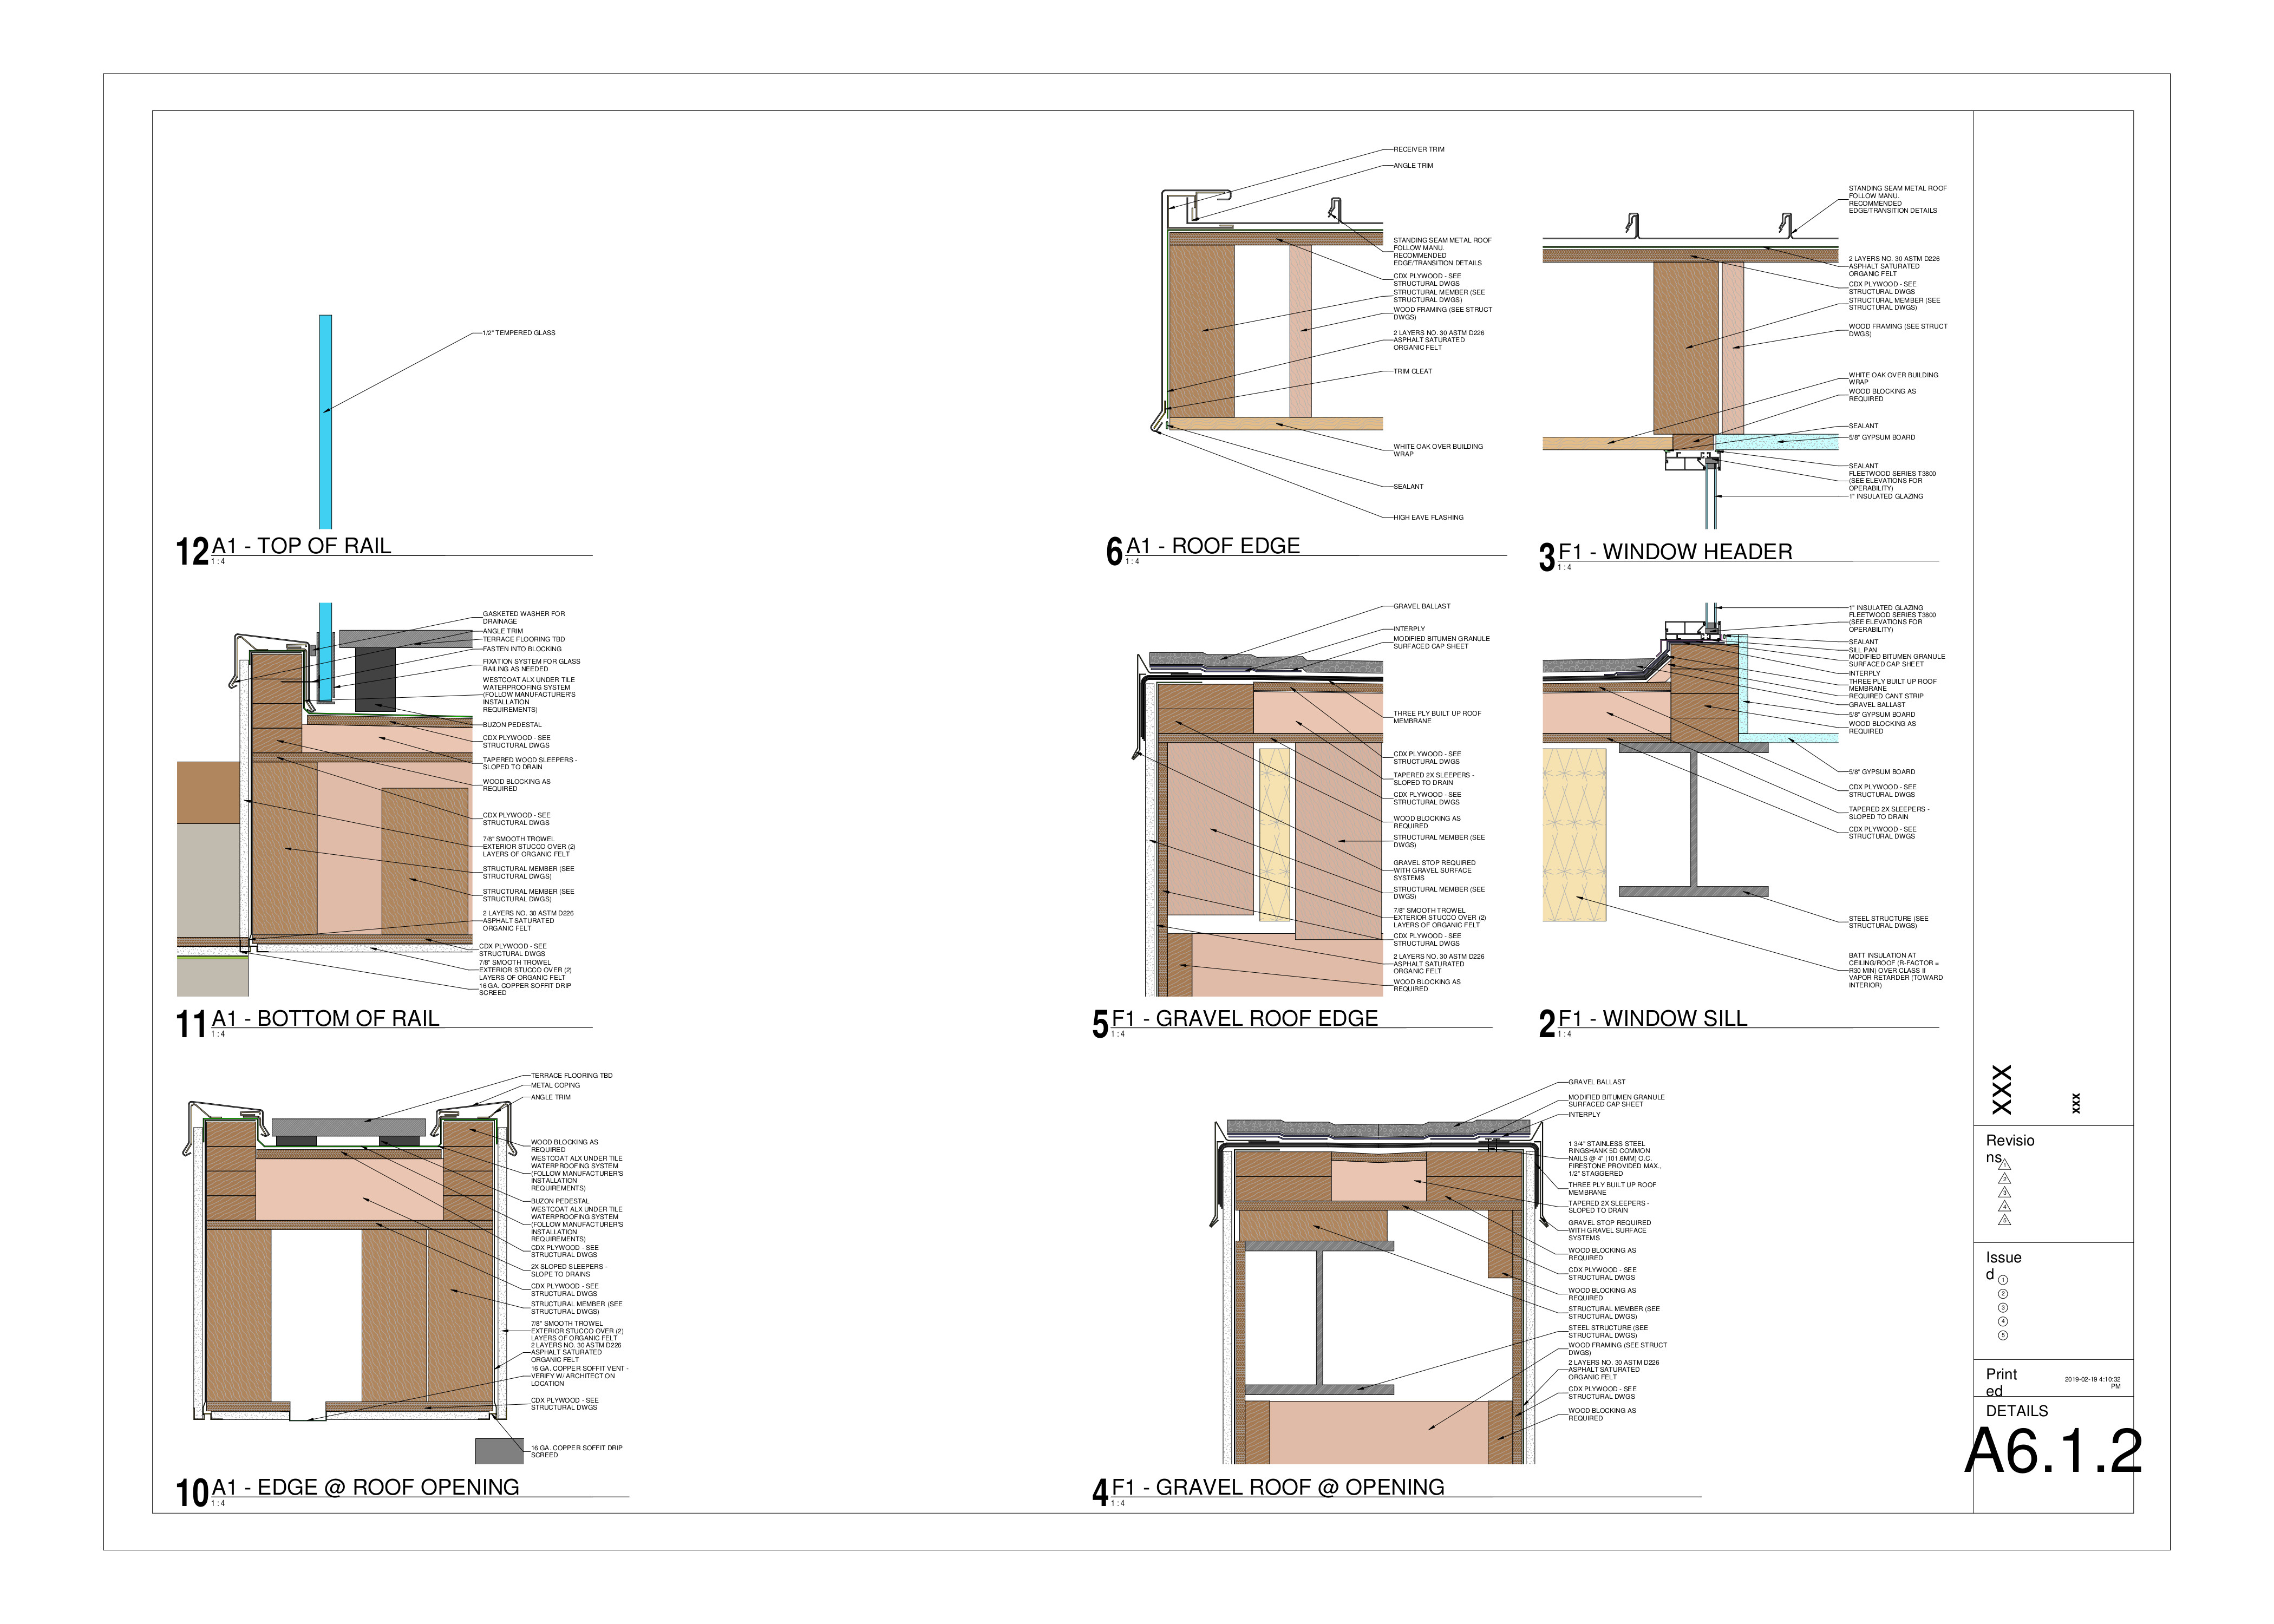 1/2" TEMPERED GLASS
12
A1 - TOP OF RAIL
1 : 4
RECEIVER TRIM
ANGLE TRIM
STANDING SEAM METAL ROOF
FOLLOW MANU.
RECOMMENDED
EDGE/TRANSITION DETAILS
CDX PLYWOOD - SEE
STRUCTURAL DWGS
STRUCTURAL MEMBER (SEE
STRUCTURAL DWGS)
WOOD FRAMING (SEE STRUCT
DWGS)
2 LAYERS NO. 30 ASTM D226
ASPHALT SATURATED
ORGANIC FELT
TRIM CLEAT
WHITE OAK OVER BUILDING
WRAP
SEALANT
HIGH EAVE FLASHING
6
A1 - ROOF EDGE
1 : 4
STANDING SEAM METAL ROOF
FOLLOW MANU.
RECOMMENDED
EDGE/TRANSITION DETAILS
2 LAYERS NO. 30 ASTM D226
ASPHALT SATURATED
ORGANIC FELT
CDX PLYWOOD - SEE
STRUCTURAL DWGS
STRUCTURAL MEMBER (SEE
STRUCTURAL DWGS)
WOOD FRAMING (SEE STRUCT
DWGS)
WHITE OAK OVER BUILDING
WRAP
WOOD BLOCKING AS
REQUIRED
SEALANT
5/8" GYPSUM BOARD
SEALANT
FLEETWOOD SERIES T3800
(SEE ELEVATIONS FOR
OPERABILITY)
1" INSULATED GLAZING
3
F1 - WINDOW HEADER
1 : 4
GASKETED WASHER FOR
DRAINAGE
ANGLE TRIM
TERRACE FLOORING TBD
FASTEN INTO BLOCKING
FIXATION SYSTEM FOR GLASS
RAILING AS NEEDED
WESTCOAT ALX UNDER TILE
WATERPROOFING SYSTEM
(FOLLOW MANUFACTURER'S
INSTALLATION
REQUIREMENTS)
BUZON PEDESTAL
CDX PLYWOOD - SEE
STRUCTURAL DWGS
TAPERED WOOD SLEEPERS -
SLOPED TO DRAIN
WOOD BLOCKING AS
REQUIRED
CDX PLYWOOD - SEE
STRUCTURAL DWGS
7/8" SMOOTH TROWEL
EXTERIOR STUCCO OVER (2)
LAYERS OF ORGANIC FELT
STRUCTURAL MEMBER (SEE
STRUCTURAL DWGS)
STRUCTURAL MEMBER (SEE
STRUCTURAL DWGS)
2 LAYERS NO. 30 ASTM D226
ASPHALT SATURATED
ORGANIC FELT
CDX PLYWOOD - SEE
STRUCTURAL DWGS
7/8" SMOOTH TROWEL
EXTERIOR STUCCO OVER (2)
LAYERS OF ORGANIC FELT
16 GA. COPPER SOFFIT DRIP
SCREED
11
A1 - BOTTOM OF RAIL
1 : 4
GRAVEL BALLAST
INTERPLY
MODIFIED BITUMEN GRANULE
SURFACED CAP SHEET
THREE PLY BUILT UP ROOF
MEMBRANE
CDX PLYWOOD - SEE
STRUCTURAL DWGS
TAPERED 2X SLEEPERS -
SLOPED TO DRAIN
CDX PLYWOOD - SEE
STRUCTURAL DWGS
WOOD BLOCKING AS
REQUIRED
STRUCTURAL MEMBER (SEE
DWGS)
GRAVEL STOP REQUIRED
WITH GRAVEL SURFACE
SYSTEMS
STRUCTURAL MEMBER (SEE
DWGS)
7/8" SMOOTH TROWEL
EXTERIOR STUCCO OVER (2)
LAYERS OF ORGANIC FELT
CDX PLYWOOD - SEE
STRUCTURAL DWGS
2 LAYERS NO. 30 ASTM D226
ASPHALT SATURATED
ORGANIC FELT
WOOD BLOCKING AS
REQUIRED
5
F1 - GRAVEL ROOF EDGE
1 : 4
1" INSULATED GLAZING
FLEETWOOD SERIES T3800
(SEE ELEVATIONS FOR
OPERABILITY)
SEALANT
SILL PAN
MODIFIED BITUMEN GRANULE
SURFACED CAP SHEET
INTERPLY
THREE PLY BUILT UP ROOF
MEMBRANE
REQUIRED CANT STRIP
GRAVEL BALLAST
5/8" GYPSUM BOARD
WOOD BLOCKING AS
REQUIRED
5/8" GYPSUM BOARD
CDX PLYWOOD - SEE
STRUCTURAL DWGS
TAPERED 2X SLEEPERS -
SLOPED TO DRAIN
CDX PLYWOOD - SEE
STRUCTURAL DWGS
STEEL STRUCTURE (SEE
STRUCTURAL DWGS)
BATT INSULATION AT
CEILING/ROOF (R-FACTOR =
R30 MIN) OVER CLASS II
VAPOR RETARDER (TOWARD
INTERIOR)
2
F1 - WINDOW SILL
1 : 4
TERRACE FLOORING TBD
METAL COPING
ANGLE TRIM
WOOD BLOCKING AS
REQUIRED
WESTCOAT ALX UNDER TILE
WATERPROOFING SYSTEM
(FOLLOW MANUFACTURER'S
INSTALLATION
REQUIREMENTS)
BUZON PEDESTAL
WESTCOAT ALX UNDER TILE
WATERPROOFING SYSTEM
(FOLLOW MANUFACTURER'S
INSTALLATION
REQUIREMENTS)
CDX PLYWOOD - SEE
STRUCTURAL DWGS
2X SLOPED SLEEPERS -
SLOPE TO DRAINS
CDX PLYWOOD - SEE
STRUCTURAL DWGS
STRUCTURAL MEMBER (SEE
STRUCTURAL DWGS)
7/8" SMOOTH TROWEL
EXTERIOR STUCCO OVER (2)
LAYERS OF ORGANIC FELT
2 LAYERS NO. 30 ASTM D226
ASPHALT SATURATED
ORGANIC FELT
16 GA. COPPER SOFFIT VENT -
VERIFY W/ ARCHITECT ON
LOCATION
CDX PLYWOOD - SEE
STRUCTURAL DWGS
16 GA. COPPER SOFFIT DRIP
SCREED
10
A1 - EDGE @ ROOF OPENING
1 : 4
GRAVEL BALLAST
MODIFIED BITUMEN GRANULE
SURFACED CAP SHEET
INTERPLY
1 3/4" STAINLESS STEEL
RINGSHANK 5D COMMON
NAILS @ 4" (101.6MM) O.C.
FIRESTONE PROVIDED MAX.,
1/2" STAGGERED
THREE PLY BUILT UP ROOF
MEMBRANE
TAPERED 2X SLEEPERS -
SLOPED TO DRAIN
GRAVEL STOP REQUIRED
WITH GRAVEL SURFACE
SYSTEMS
WOOD BLOCKING AS
REQUIRED
CDX PLYWOOD - SEE
STRUCTURAL DWGS
WOOD BLOCKING AS
REQUIRED
STRUCTURAL MEMBER (SEE
STRUCTURAL DWGS)
STEEL STRUCTURE (SEE
STRUCTURAL DWGS)
WOOD FRAMING (SEE STRUCT
DWGS)
2 LAYERS NO. 30 ASTM D226
ASPHALT SATURATED
ORGANIC FELT
CDX PLYWOOD - SEE
STRUCTURAL DWGS
WOOD BLOCKING AS
REQUIRED
4
F1 - GRAVEL ROOF @ OPENING
1 : 4
XXX
XXX
Revisio
ns
1
2
3
4
5
Issue
d
1
2
3
4
5
Print
ed
2019-02-19 4:10:32
PM
DETAILS
A6.1.2